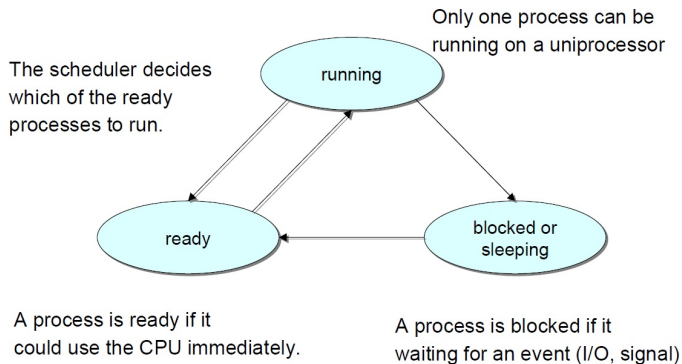 Only one process can be
running on a uniprocessor
The scheduler decides
which of the ready
processes to run.
running
ready
blocked or
sleeping
A process is ready if it
could use the CPU immediately.
A process is blocked if it
waiting for an event (I/O, signal)